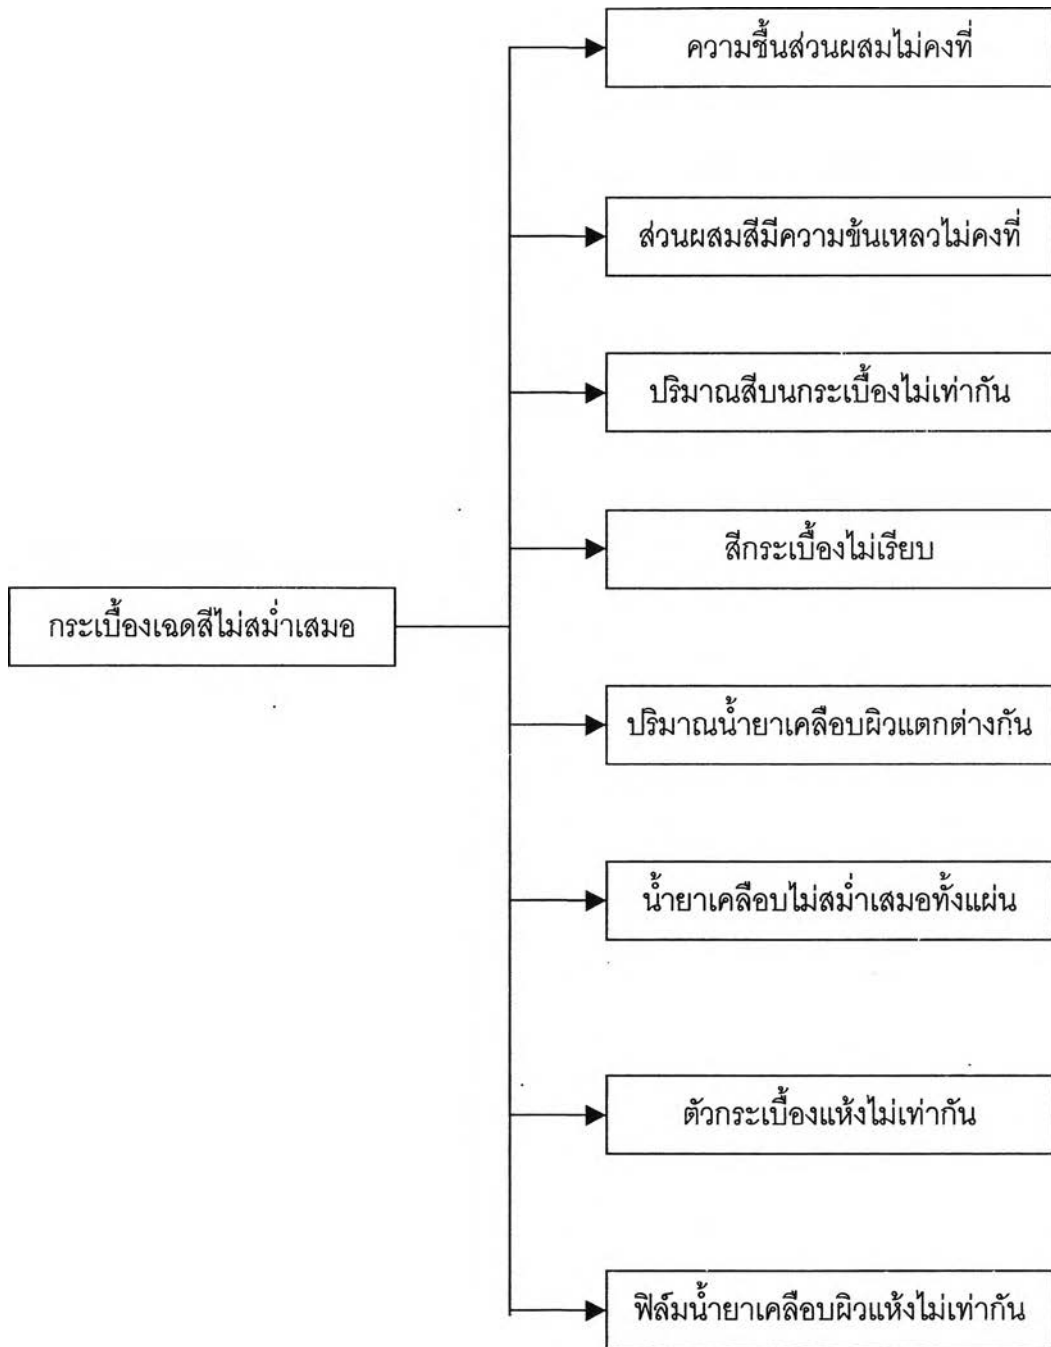 ความชื้นส่วนผสมไม่คงที่
ส่วนผสมสีมีความข้นเหลวไม่คงที่
ปริมาณสีบนกระเบื้องไม่เท่ากัน
สีกระเบื้องไม่เรียบ
กระเบื้องเฉดสีไม่สม่ำเสมอ
ปริมาณน้ำยาเคลือบผิวแตกต่างกัน
น้ำยาเคลือบไม่สม่ำเสมอทั้งแผ่น
ตัวกระเบื้องแห้งไม่เท่ากัน
ฟิล์มน้ำยาเคลือบผิวแห้งไม่เท่ากัน